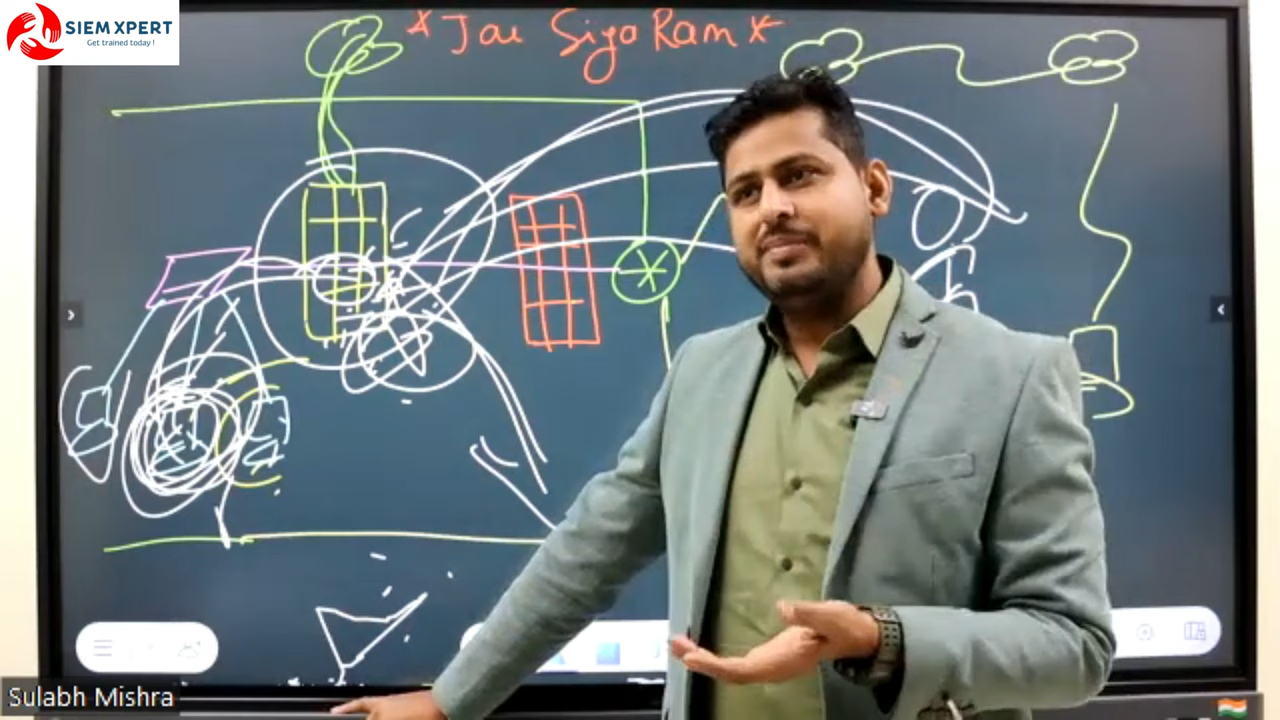 SIEM XPERT
Get trained today !
* Jai Siya Ram *
Sulabh Mishra